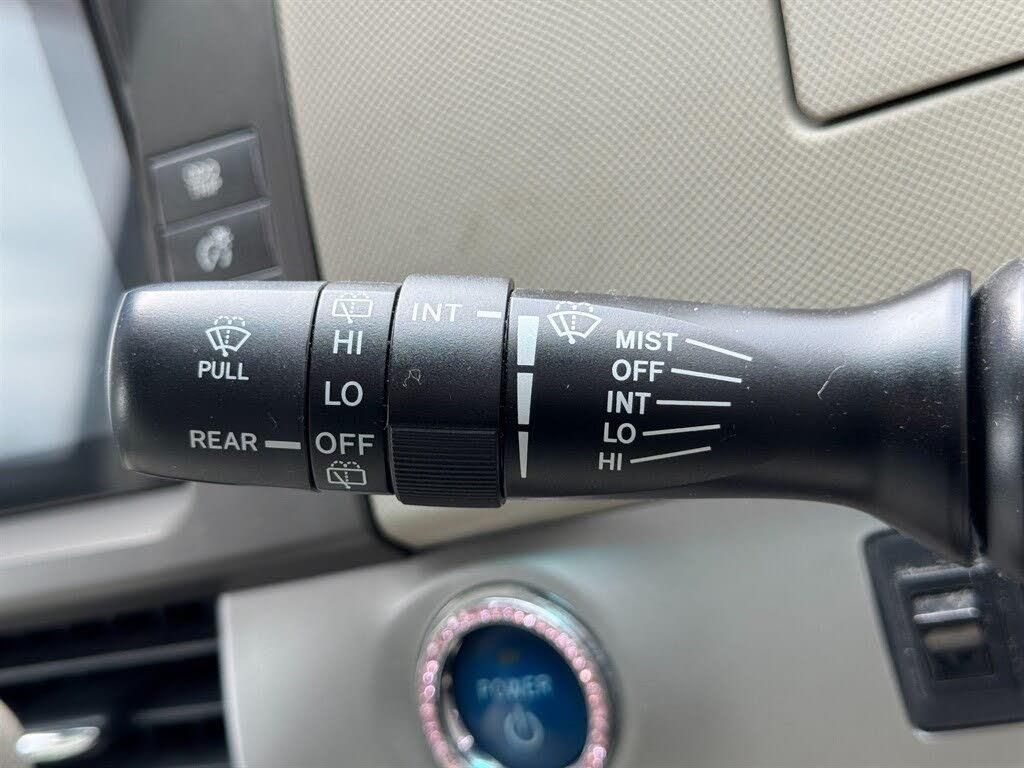 PULL
REAR
HI
LO
OFF
INT
MIST
OFF
INT
LO
HI
POWER